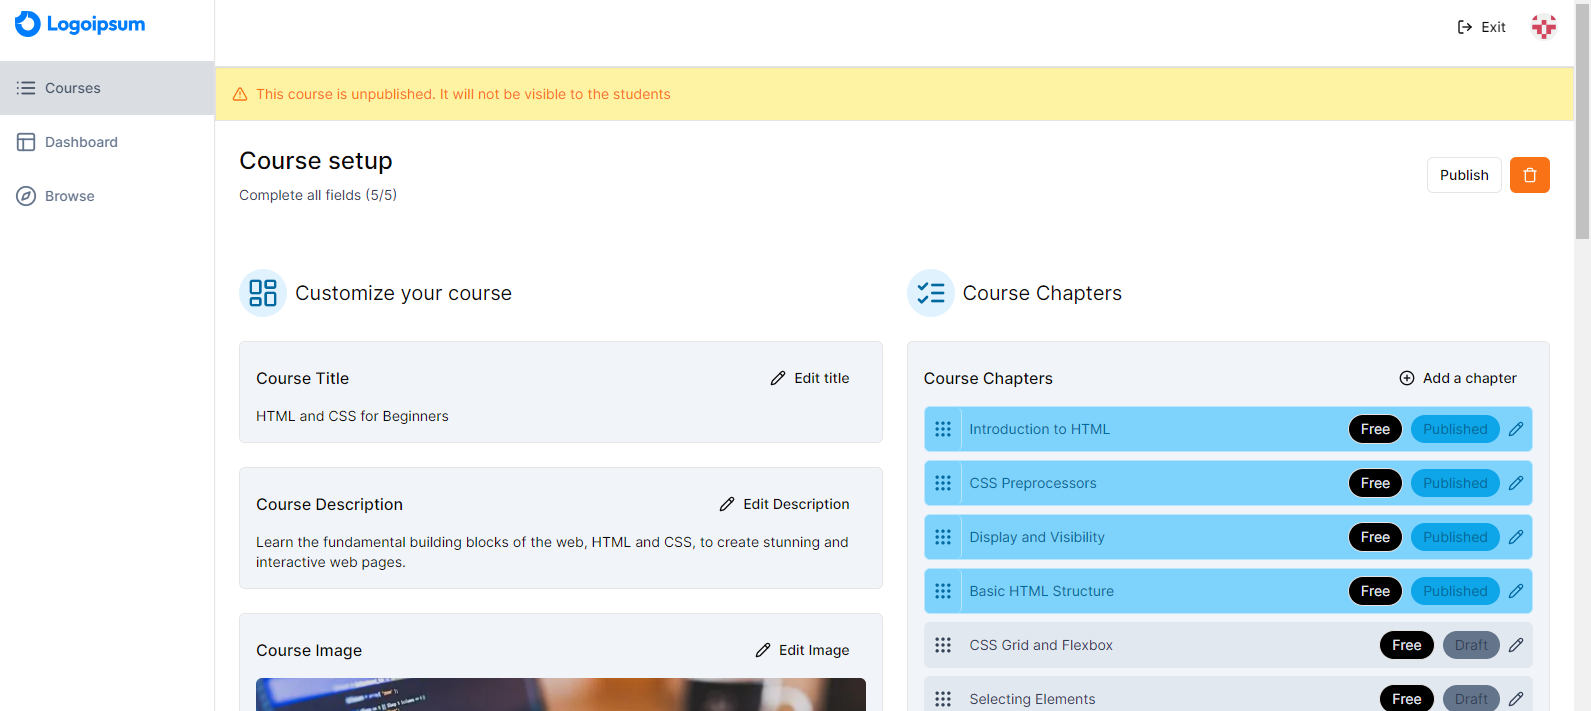 Logoipsum
Exit
Courses
Dashboard
Browse
This course is unpublished. It will not be visible to the students
Course setup
Complete all fields (5/5)
Publish
Customize your course
Course Title
Edit title
HTML and CSS for Beginners
Course Description
Edit Description
Learn the fundamental building blocks of the web, HTML and CSS, to create stunning and
interactive web pages.
Course Image
Edit Image
Course Chapters
Course Chapters
Add a chapter
Introduction to HTML Free Published
CSS Preprocessors Free Published
Display and Visibility Free Published
Basic HTML Structure Free Published
CSS Grid and Flexbox Free Draft
Selecting Elements Free Draft